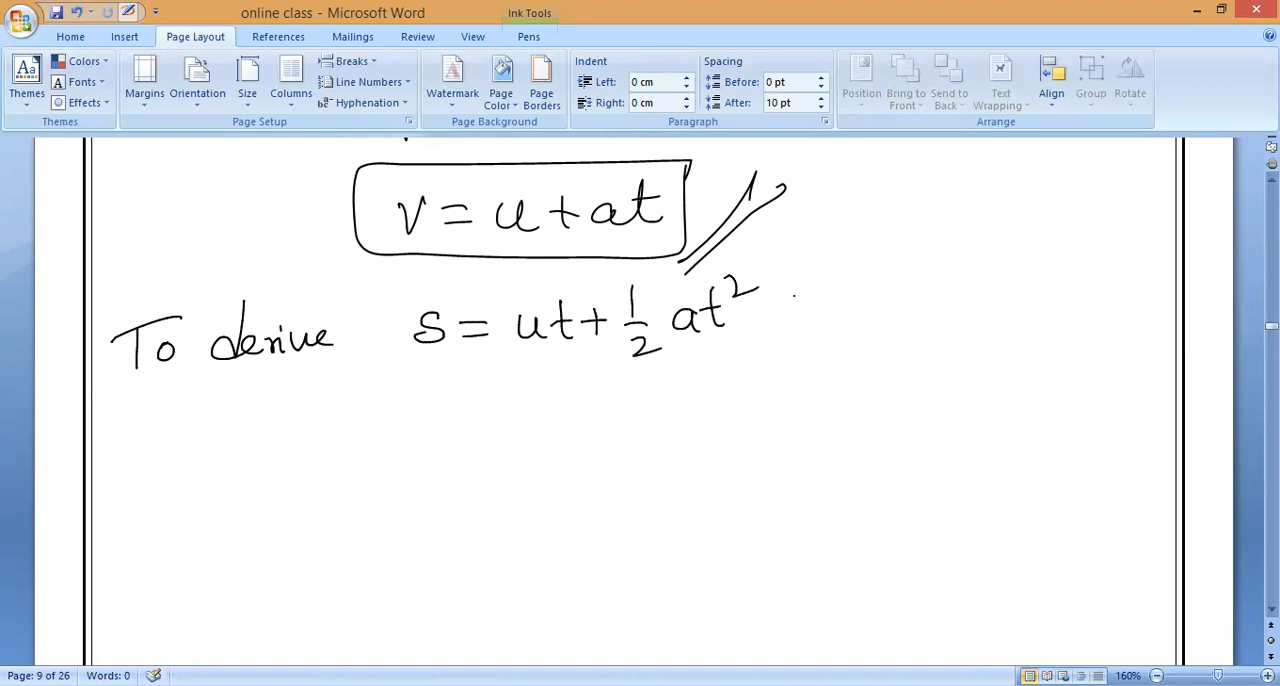 online class - Microsoft Word
Ink Tools
Home Insert Page Layout References Mailings Review View Pens
Themes
Colors
Fonts
Effects
Themes
Margins
Orientation
Size
Columns
Breaks
Line Numbers
Hyphenation
Page Setup
Watermark
Page Color
Page Borders
Page Background
Indent
Left: 0 cm
Right: 0 cm
Spacing
Before: 0 pt
After: 10 pt
Paragraph
Position
Bring to Front
Send to Back
Text Wrapping
Align
Group
Rotate
Arrange
v = u + at
To derive s = ut + 1/2 at²
Page: 9 of 26 Words: 0 160%